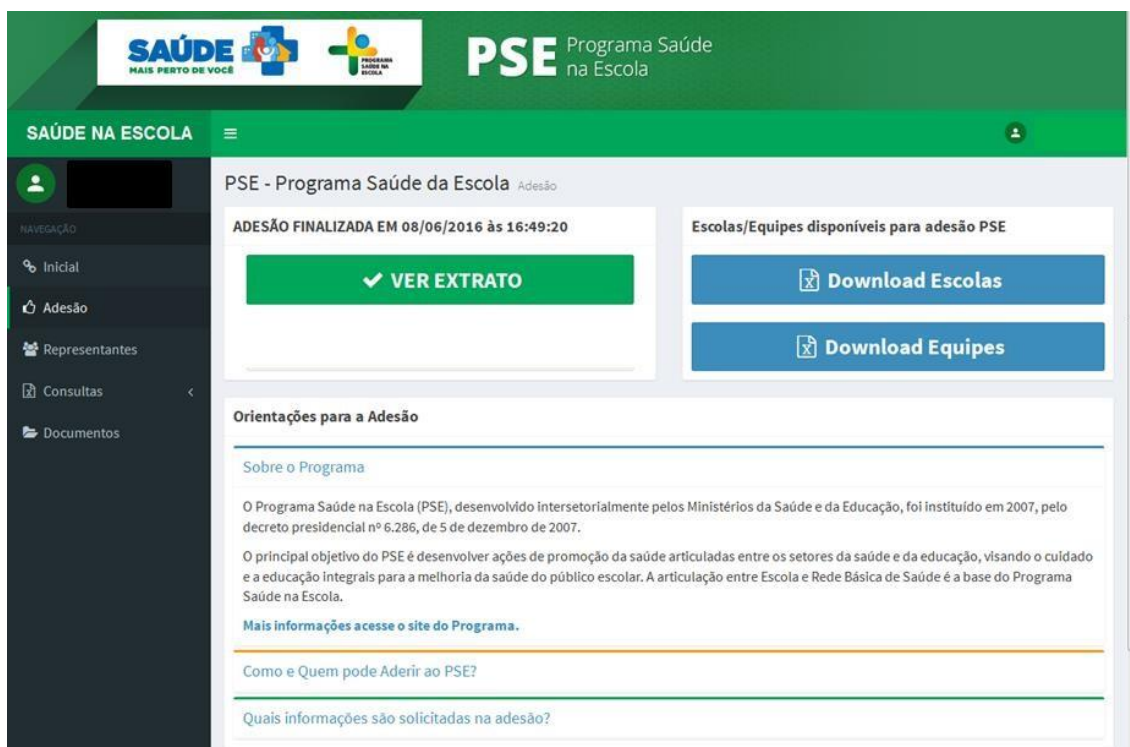 SAÚDE
MAIS PERTO DE VOCÊ
PROGRAMA
SAÚDE NA
ESCOLA
PSE Programa Saúde
na Escola
SAÚDE NA ESCOLA
PSE - Programa Saúde da Escola Adesão
NAVEGAÇÃO
Inicial
Adesão
Representantes
Consultas
Documentos
ADESÃO FINALIZADA EM 08/06/2016 às 16:49:20
VER EXTRATO
Escolas/Equipes disponíveis para adesão PSE
Download Escolas
Download Equipes
Orientações para a Adesão
Sobre o Programa
O Programa Saúde na Escola (PSE), desenvolvido intersetorialmente pelos Ministérios da Saúde e da Educação, foi instituído em 2007, pelo
decreto presidencial nº 6.286, de 5 de dezembro de 2007.
O principal objetivo do PSE é desenvolver ações de promoção da saúde articuladas entre os setores da saúde e da educação, visando o cuidado
e a educação integrais para a melhoria da saúde do público escolar. A articulação entre Escola e Rede Básica de Saúde é a base do Programa
Saúde na Escola.
Mais informações acesse o site do Programa.
Como e Quem pode Aderir ao PSE?
Quais informações são solicitadas na adesão?